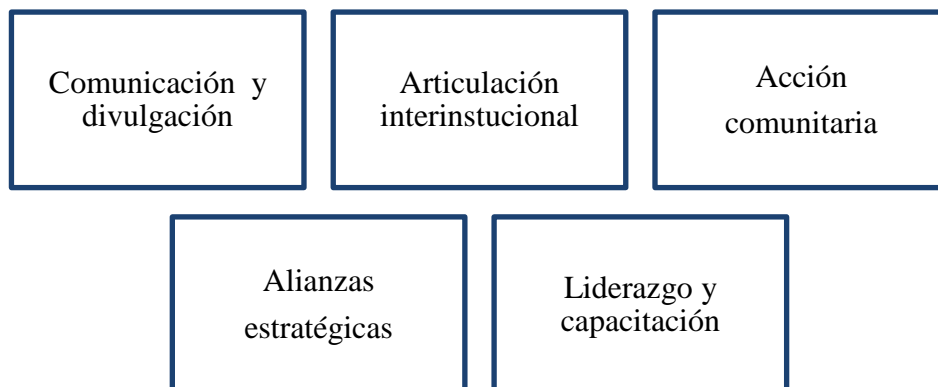 Comunicación y
divulgación
Articulación
interinstucional
Acción
comunitaria
Alianzas
estratégicas
Liderazgo y
capacitación